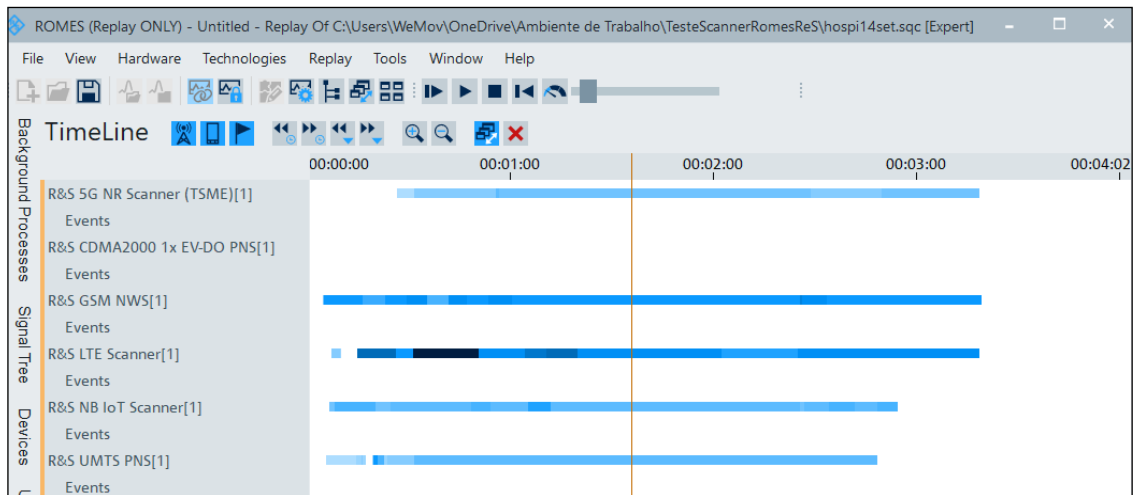 ROMES (Replay ONLY) - Untitled - Replay Of C:\Users\WeMov\OneDrive\Ambiente de Trabalho\TesteScannerRomesReS\hospi14set.sqc [Expert]
File View Hardware Technologies Replay Tools Window Help
TimeLine
00:00:00 00:01:00 00:02:00 00:03:00 00:04:02
R&S 5G NR Scanner (TSME)[1]
Events
R&S CDMA2000 1x EV-DO PNS[1]
Events
R&S GSM NWS[1]
Events
R&S LTE Scanner[1]
Events
R&S NB IoT Scanner[1]
Events
R&S UMTS PNS[1]
Events
Background Processes
Signal Tree
Devices